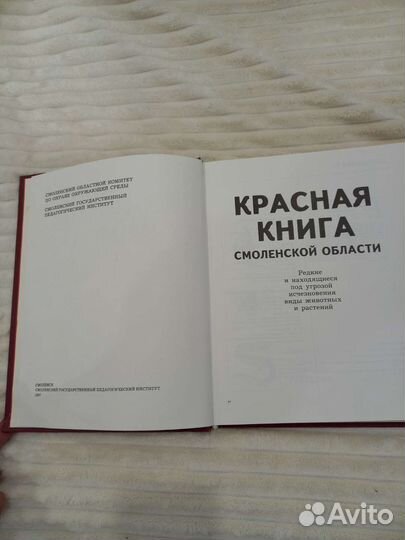 СМОЛЕНСКИЙ ОБЛАСТНОЙ КОМИТЕТ
ПО ОХРАНЕ ОКРУЖАЮЩЕЙ СРЕДЫ
СМОЛЕНСКИЙ ГОСУДАРСТВЕННЫЙ
ПЕДАГОГИЧЕСКИЙ ИНСТИТУТ
СМОЛЕНСК
СМОЛЕНСКИЙ ГОСУДАРСТВЕННЫЙ ПЕДАГОГИЧЕСКИЙ ИНСТИТУТ
КРАСНАЯ
КНИГА
СМОЛЕНСКОЙ ОБЛАСТИ
Редкие
и находящиеся
под угрозой
исчезновения
виды животных
и растений
Avito